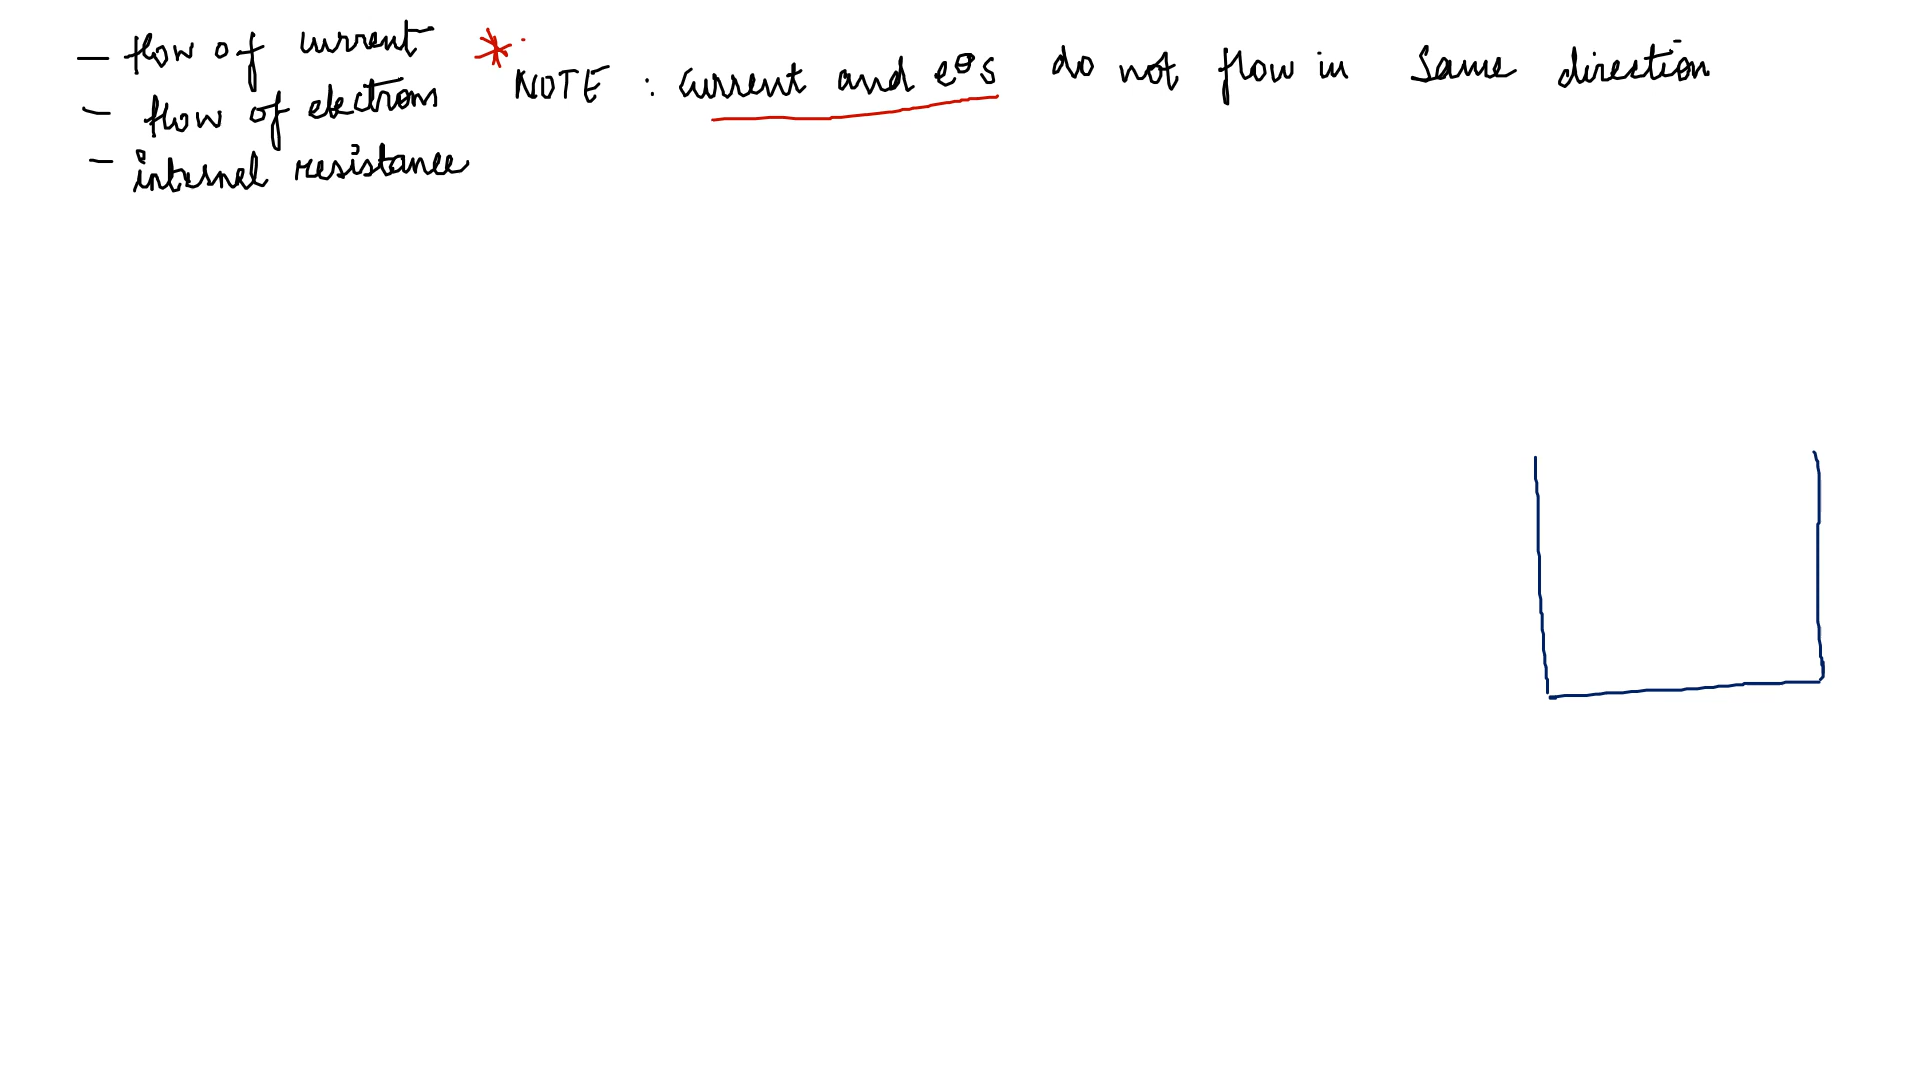 — flow of current
— flow of electrons
— internal resistance
* NOTE : Current and e⊖s do not flow in same direction